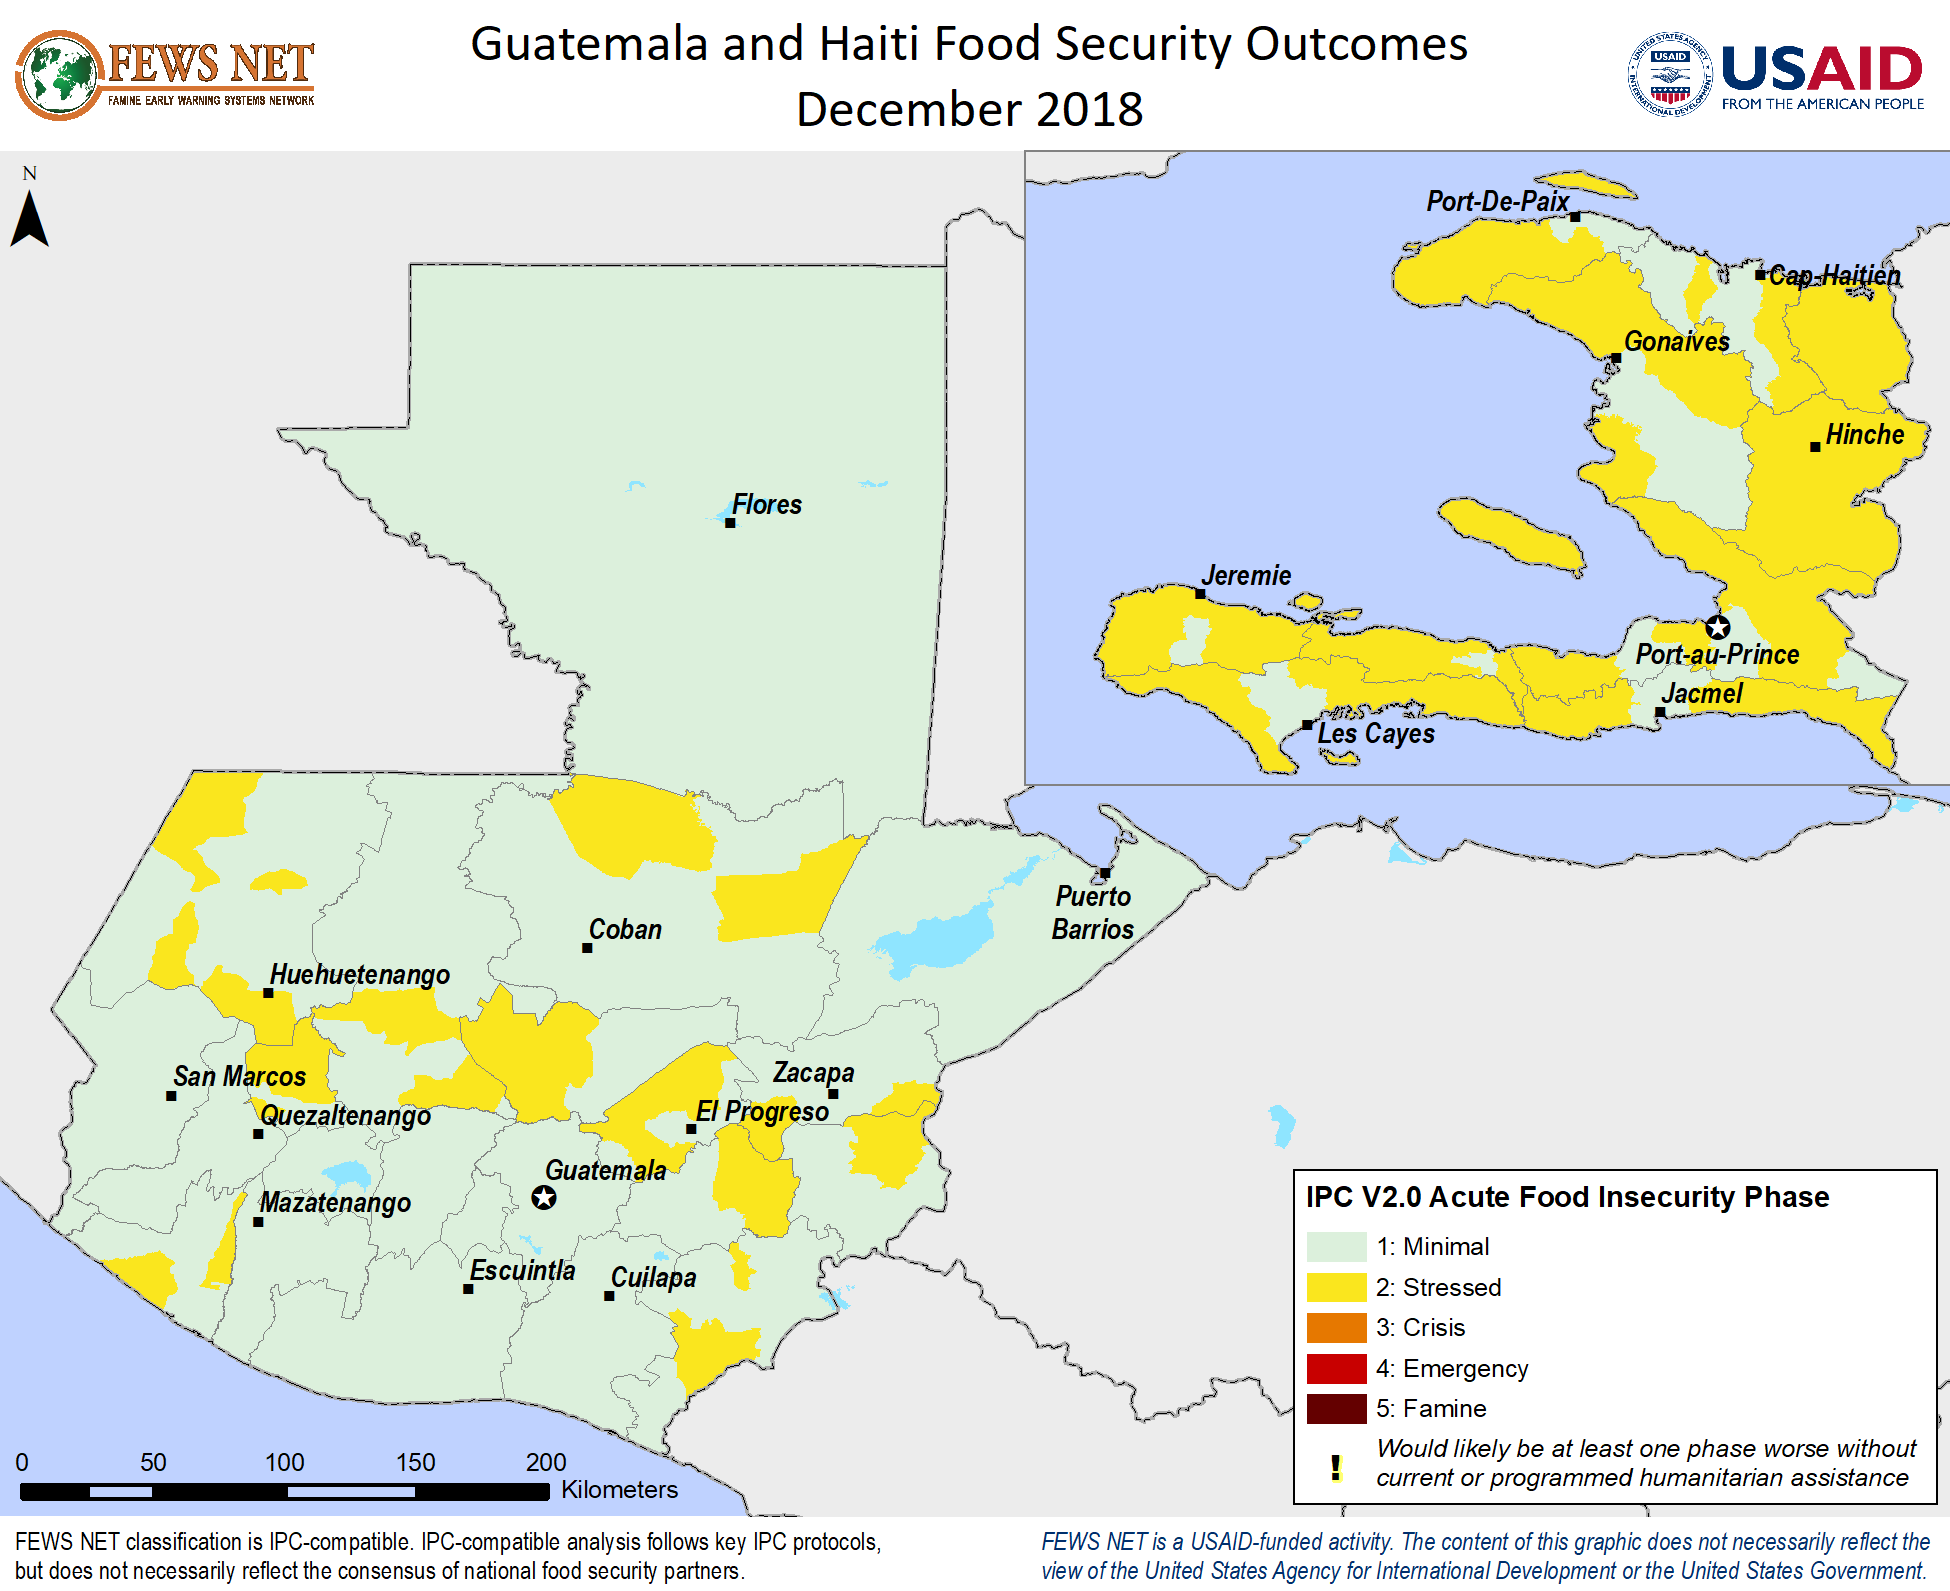 FEWS NET
FAMINE EARLY WARNING SYSTEMS NETWORK
Guatemala and Haiti Food Security Outcomes
December 2018
UNITED STATES AGENCY
USAID
INTERNATIONAL DEVELOPMENT
USAID
FROM THE AMERICAN PEOPLE
N
Port-De-Paix
Cap-Haitien
Gonaives
Hinche
Jeremie
Port-au-Prince
Jacmel
Les Cayes
Flores
Puerto
Barrios
Coban
Huehuetenango
San Marcos
Zacapa
Quezaltenango
El Progreso
Guatemala
Mazatenango
Escuintla
Cuilapa
IPC V2.0 Acute Food Insecurity Phase
1: Minimal
2: Stressed
3: Crisis
4: Emergency
5: Famine
! Would likely be at least one phase worse without
current or programmed humanitarian assistance
0 50 100 150 200
Kilometers
FEWS NET classification is IPC-compatible. IPC-compatible analysis follows key IPC protocols,
but does not necessarily reflect the consensus of national food security partners.
FEWS NET is a USAID-funded activity. The content of this graphic does not necessarily reflect the
view of the United States Agency for International Development or the United States Government.